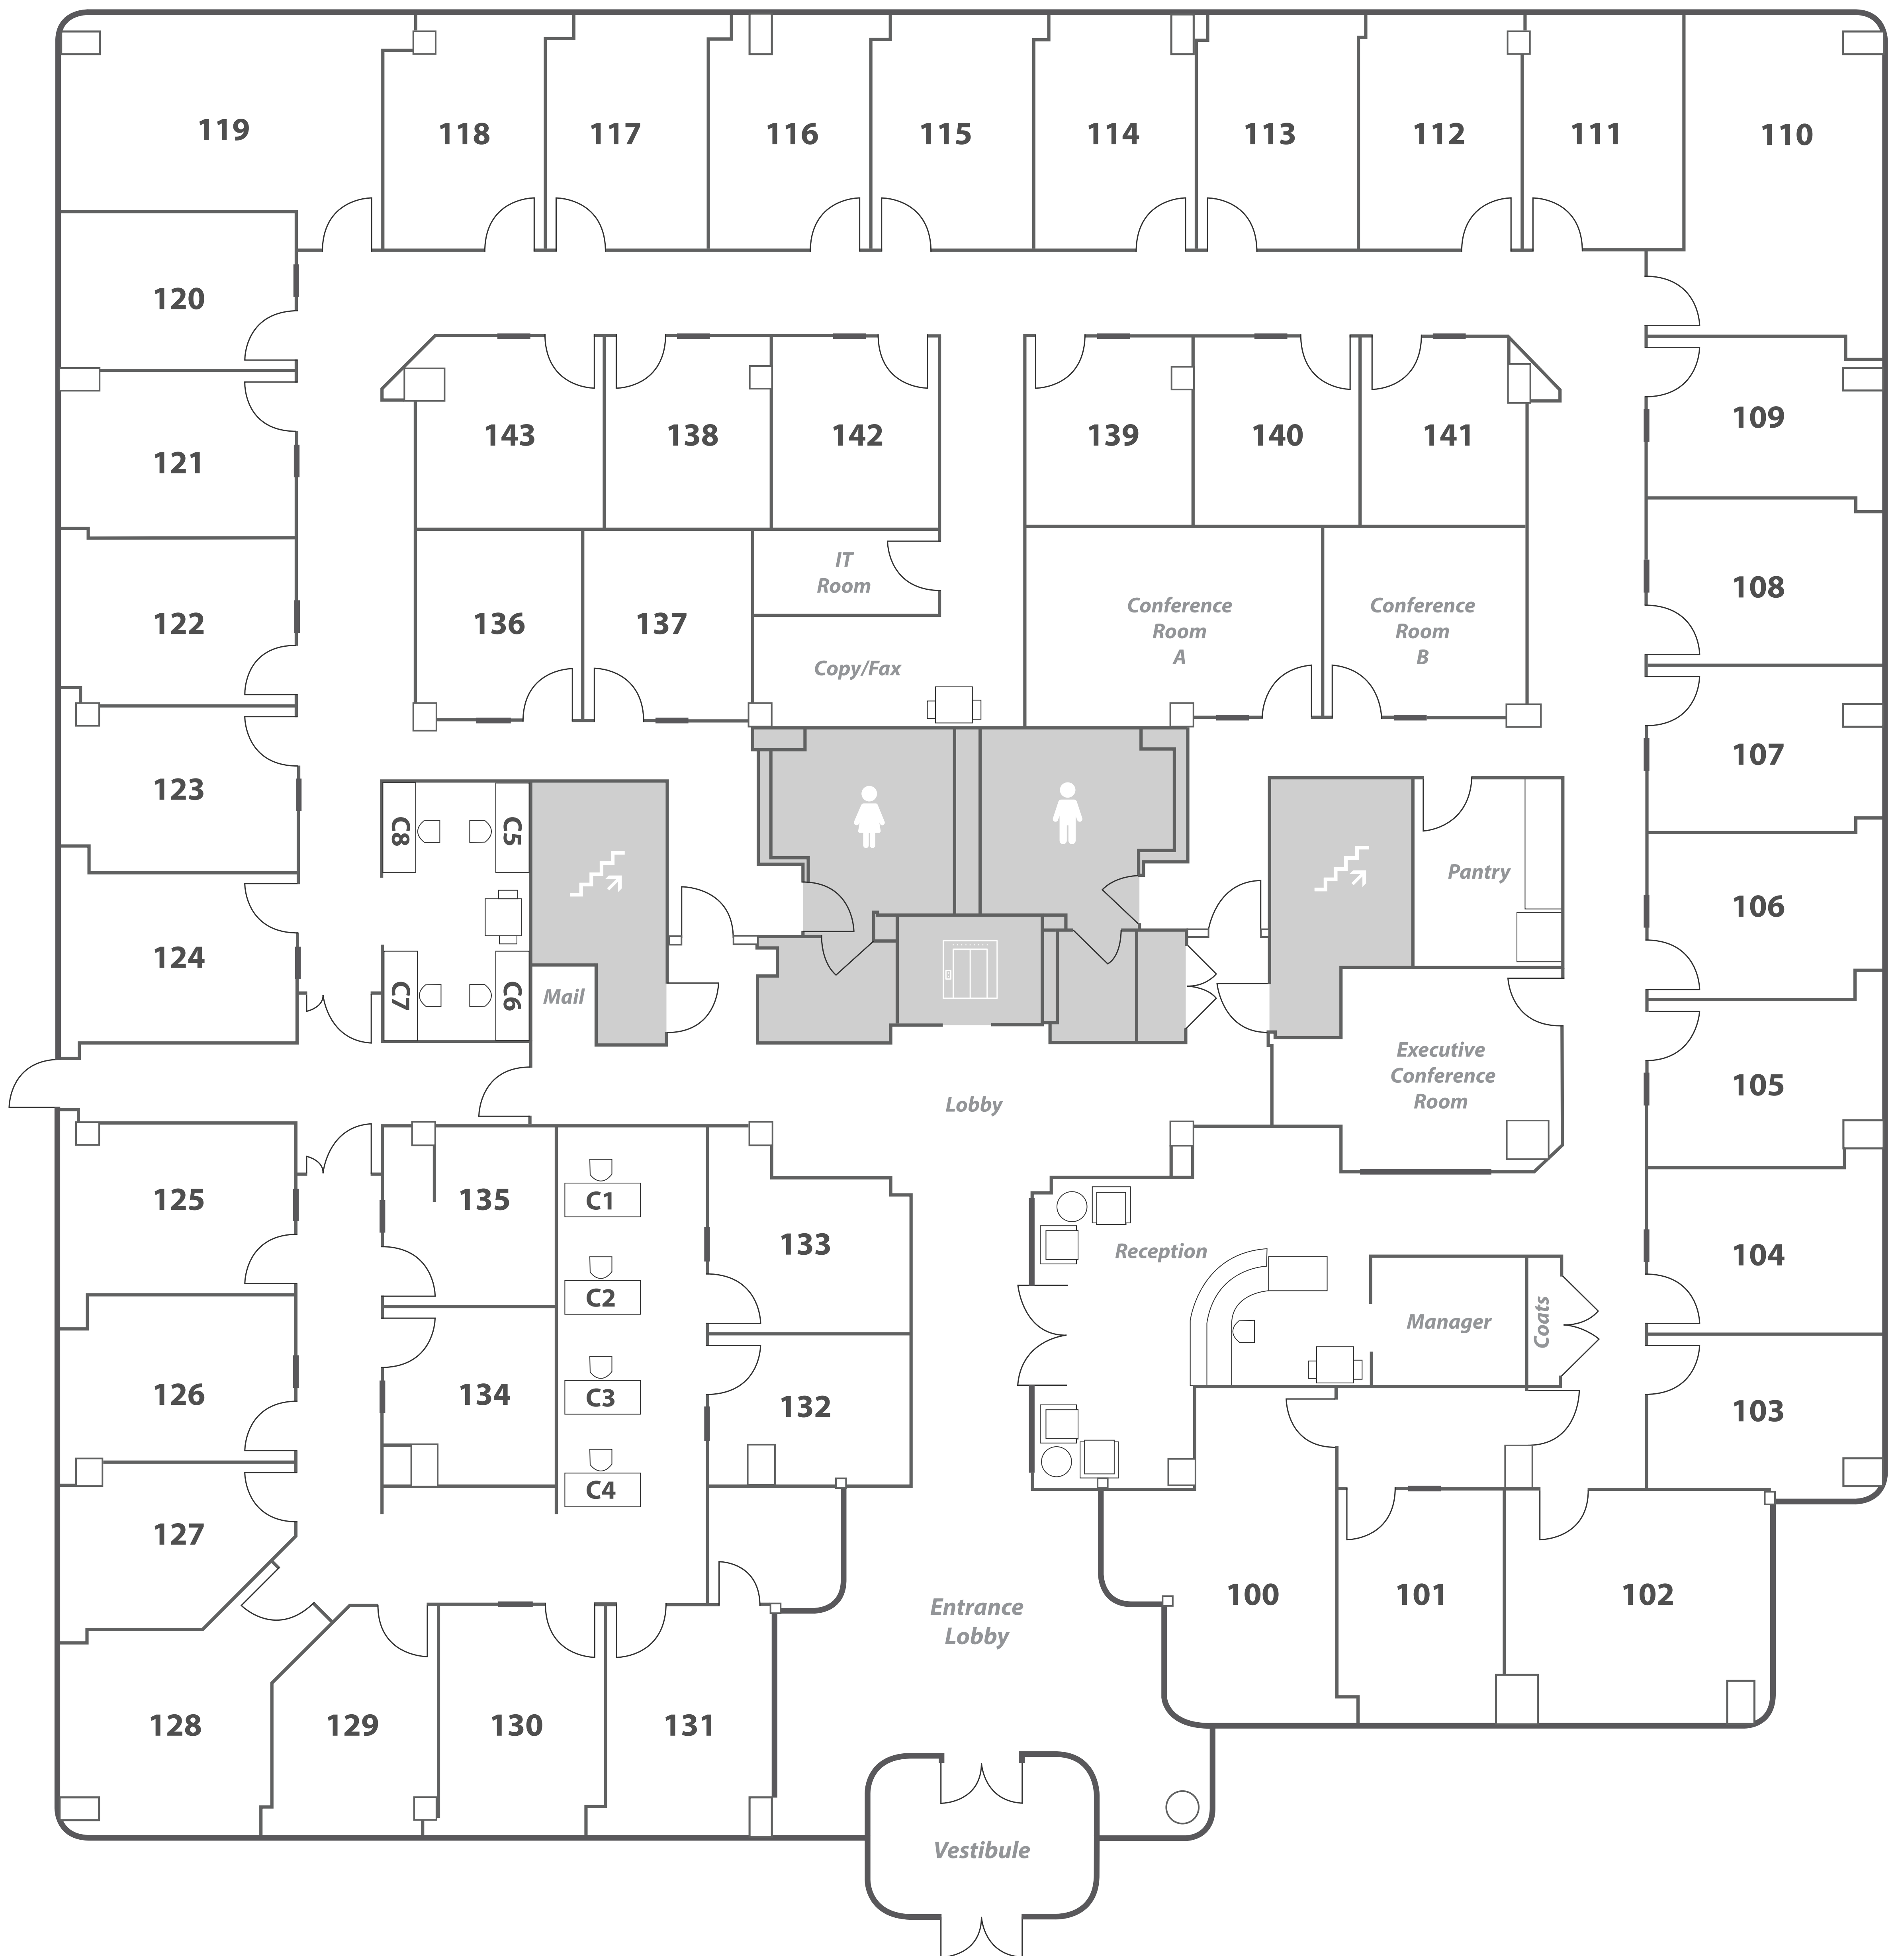 119
118
117
116
115
114
113
112
111
110
120
121
122
123
124
143
138
142
139
140
141
109
108
107
106
105
104
103
136
137
IT
Room
Copy/Fax
Conference
Room
A
Conference
Room
B
C8
C5
C7
C6
Mail
Pantry
Executive
Conference
Room
Lobby
125
126
127
128
135
134
C1
C2
C3
C4
133
132
Reception
Manager
Coats
129
130
131
Entrance
Lobby
100
101
102
Vestibule